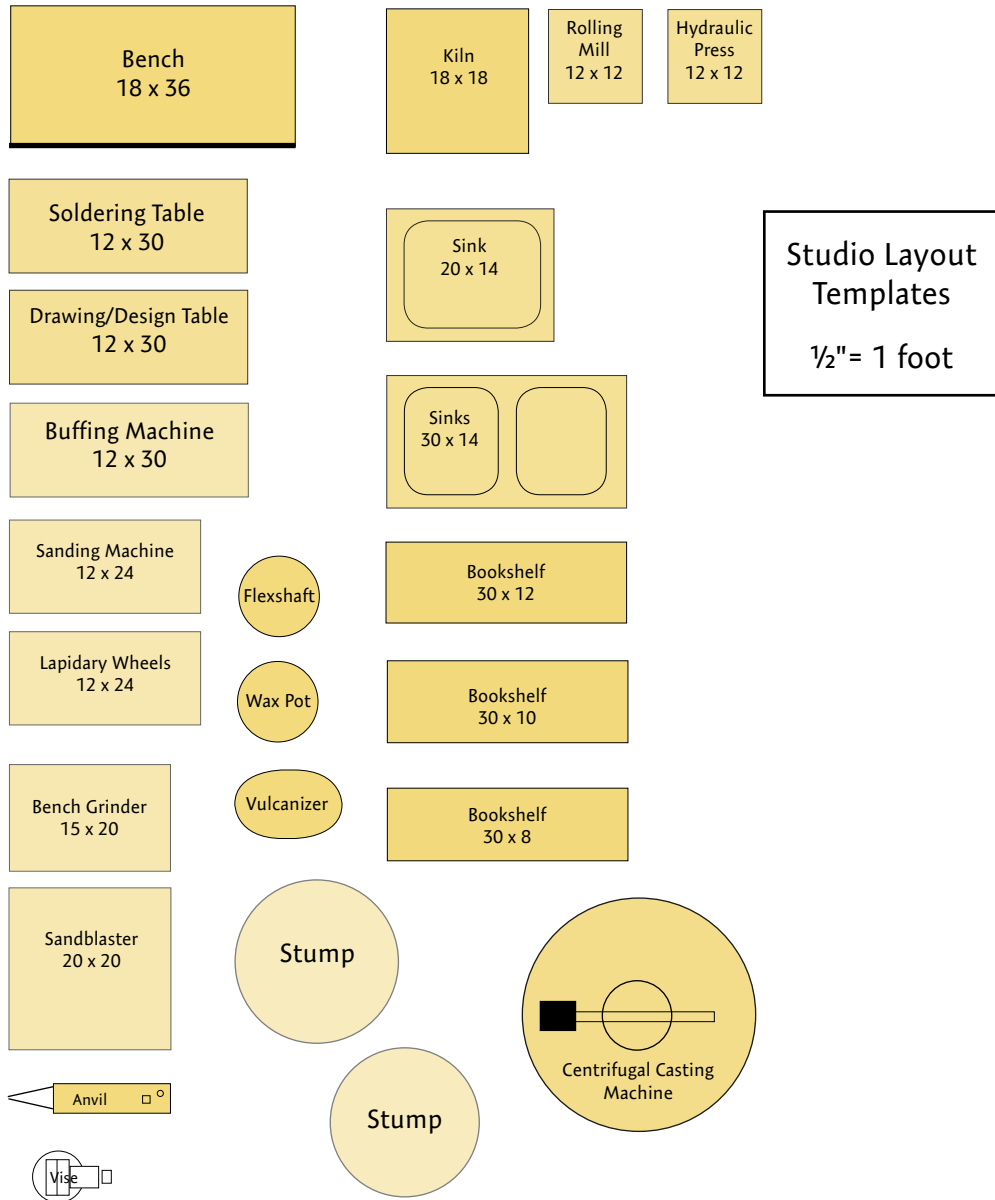 Bench
18 x 36
Kiln
18 x 18
Rolling
Mill
12 x 12
Hydraulic
Press
12 x 12
Soldering Table
12 x 30
Sink
20 x 14
Studio Layout
Templates
½"= 1 foot
Drawing/Design Table
12 x 30
Buffing Machine
12 x 30
Sinks
30 x 14
Sanding Machine
12 x 24
Flexshaft
Bookshelf
30 x 12
Lapidary Wheels
12 x 24
Wax Pot
Bookshelf
30 x 10
Bench Grinder
15 x 20
Vulcanizer
Bookshelf
30 x 8
Sandblaster
20 x 20
Stump
Centrifugal Casting
Machine
Anvil
Stump
Vise